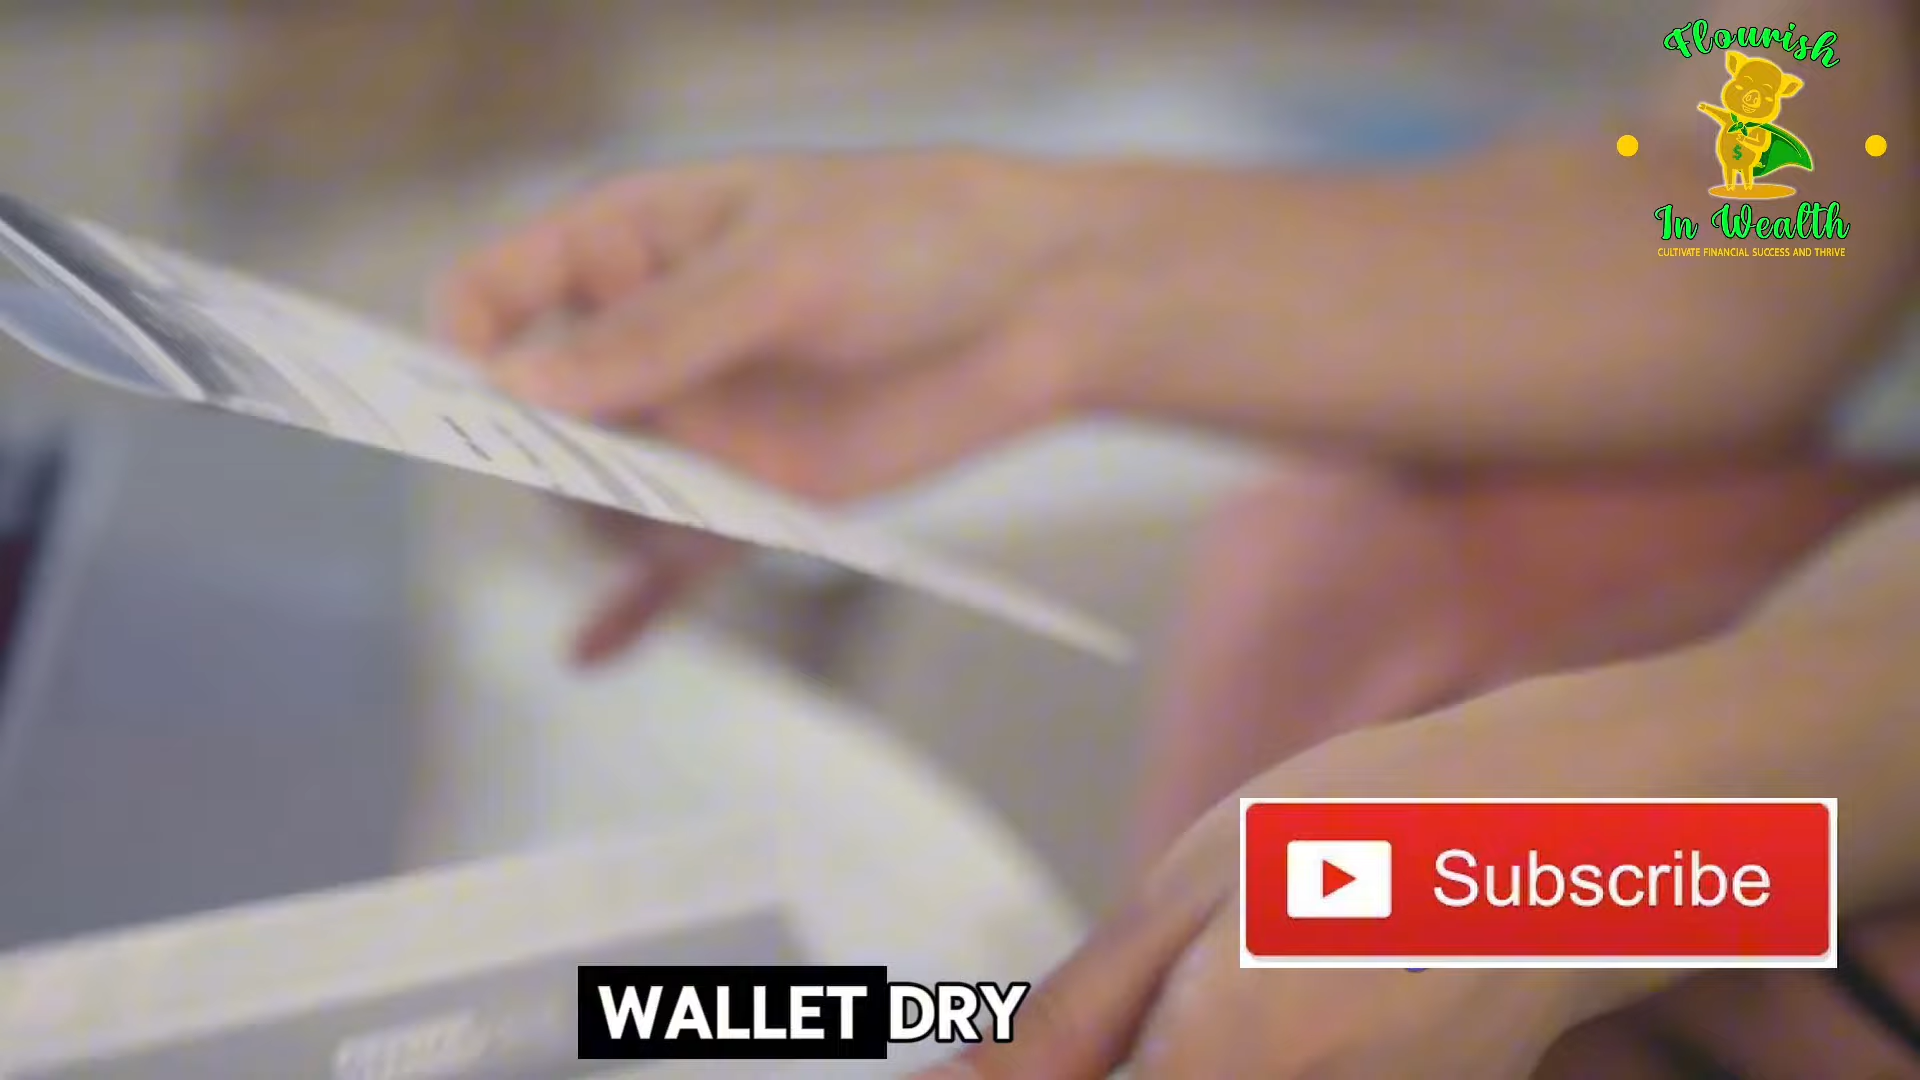 Flourish
$
In Wealth
CULTIVATE FINANCIAL SUCCESS AND THRIVE
Subscribe
WALLET DRY